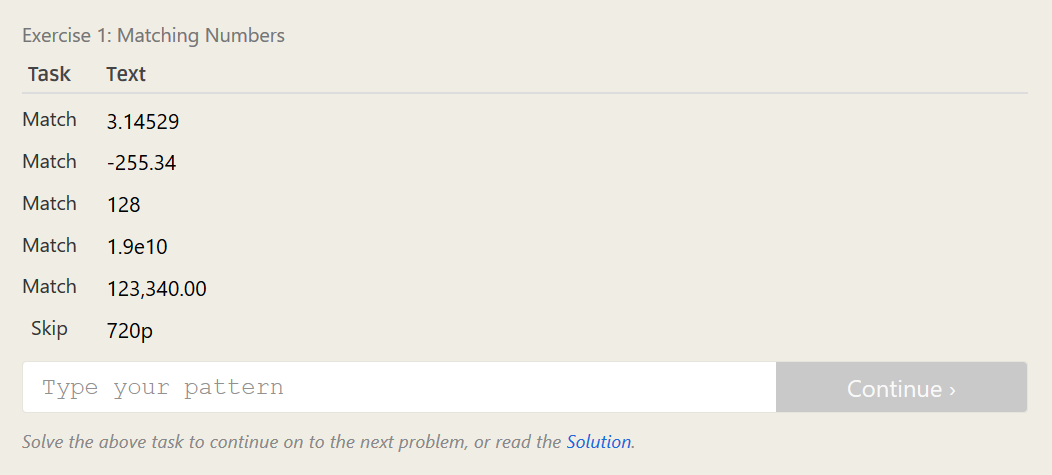 Exercise 1: Matching Numbers
Task Text
Match 3.14529
Match -255.34
Match 128
Match 1.9e10
Match 123,340.00
Skip 720p
Type your pattern Continue ›
Solve the above task to continue on to the next problem, or read the Solution.